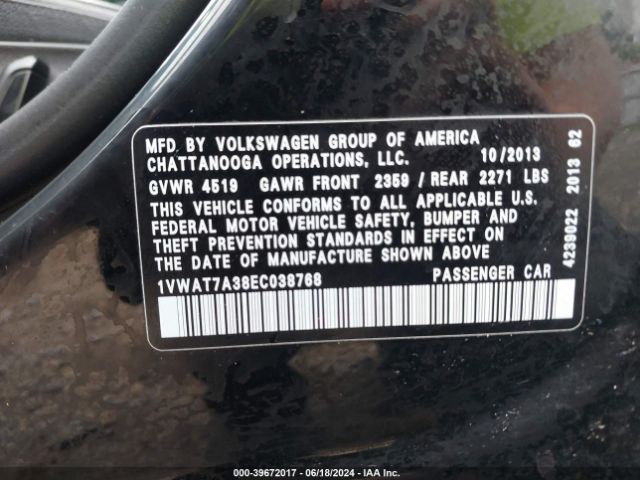 MFD. BY VOLKSWAGEN GROUP OF AMERICA
CHATTANOOGA OPERATIONS, LLC. 10/2013
GVWR 4519 GAWR FRONT 2359 / REAR 2271 LBS
THIS VEHICLE CONFORMS TO ALL APPLICABLE U.S.
FEDERAL MOTOR VEHICLE SAFETY, BUMPER AND
THEFT PREVENTION STANDARDS IN EFFECT ON
THE DATE OF MANUFACTURE SHOWN ABOVE
1VWAT7A38EC038768 PASSENGER CAR
4239022 2013 62
000-39672017 - 06/18/2024 - IAA Inc.